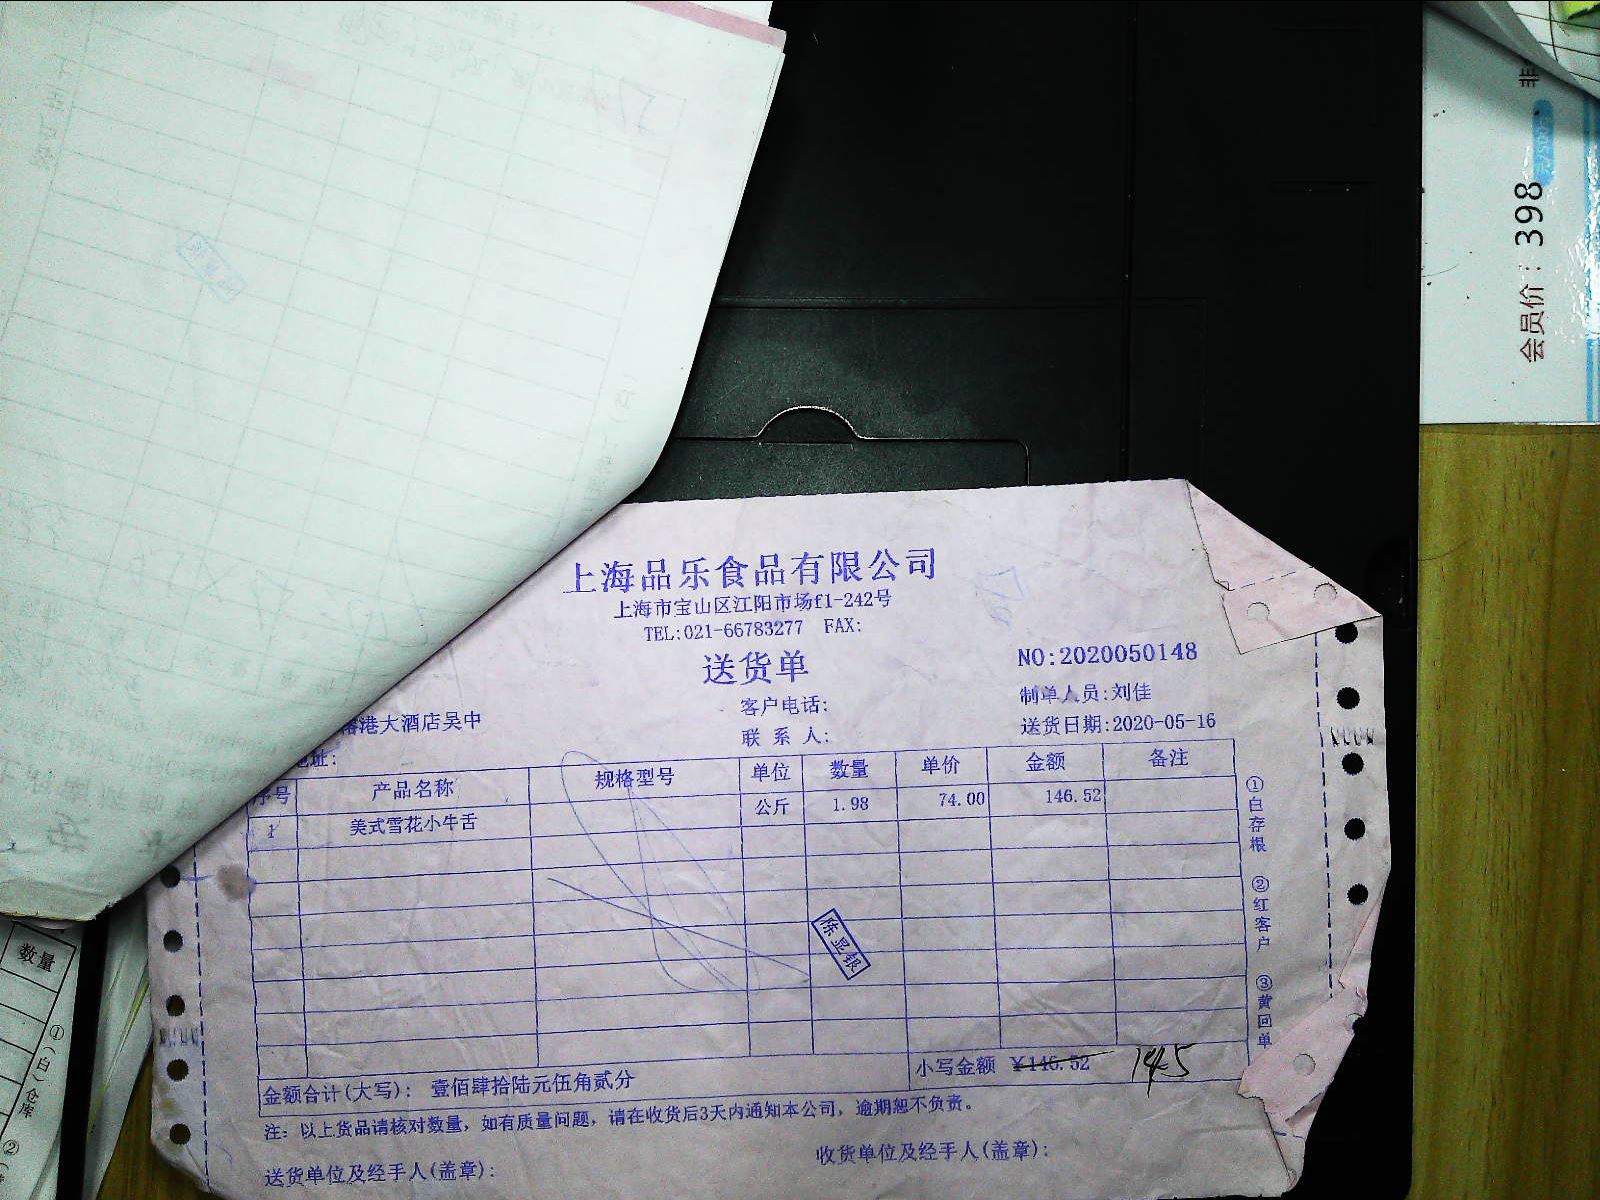 上海品乐食品有限公司
上海市宝山区江阳市场f1-242号
TEL:021-66783277 FAX:
送货单
NO:2020050148
客户电话:
制单人员:刘佳
港大酒店吴中
联 系 人:
送货日期:2020-05-16
址:
序号 产品名称 规格型号 单位 数量 单价 金额 备注
1 美式雪花小牛舌 公斤 1.98 74.00 146.52
陈显银
金额合计(大写): 壹佰肆拾陆元伍角贰分 小写金额 ¥146.52 145
注: 以上货品请核对数量, 如有质量问题, 请在收货后3天内通知本公司, 逾期恕不负责。
送货单位及经手人(盖章): 收货单位及经手人(盖章):
①白存根 ②红客户 ③黄回单
会员价: 398
元/500
非
数量
①(白)仓库 ②